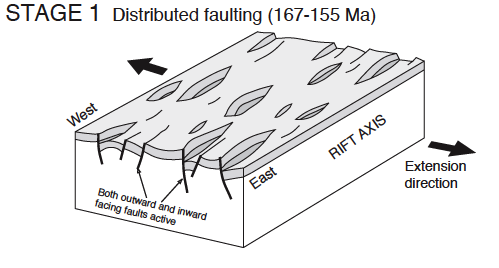 STAGE 1 Distributed faulting (167-155 Ma)
West
RIFT AXIS
Extension
direction
East
Both outward and inward
facing faults active